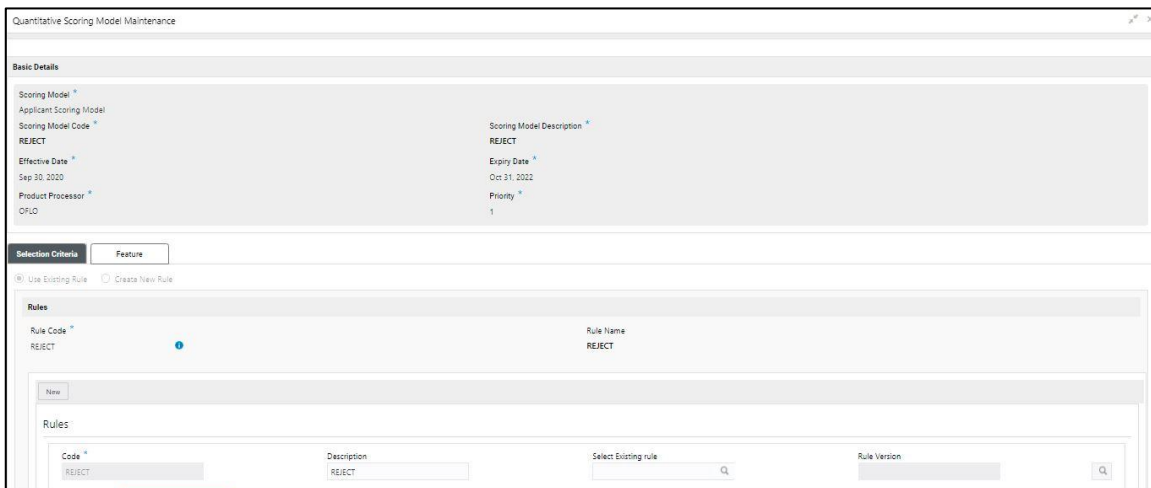 Quantitative Scoring Model Maintenance
Basic Details
Scoring Model *
Applicant Scoring Model
Scoring Model Code * Scoring Model Description *
REJECT REJECT
Effective Date * Expiry Date *
Sep 30, 2020 Oct 31, 2022
Product Processor * Priority *
OFLO 1
Selection Criteria Feature
Use Existing Rule Create New Rule
Rules
Rule Code * Rule Name
REJECT REJECT
New
Rules
Code * Description Select Existing rule Rule Version
REJECT REJECT